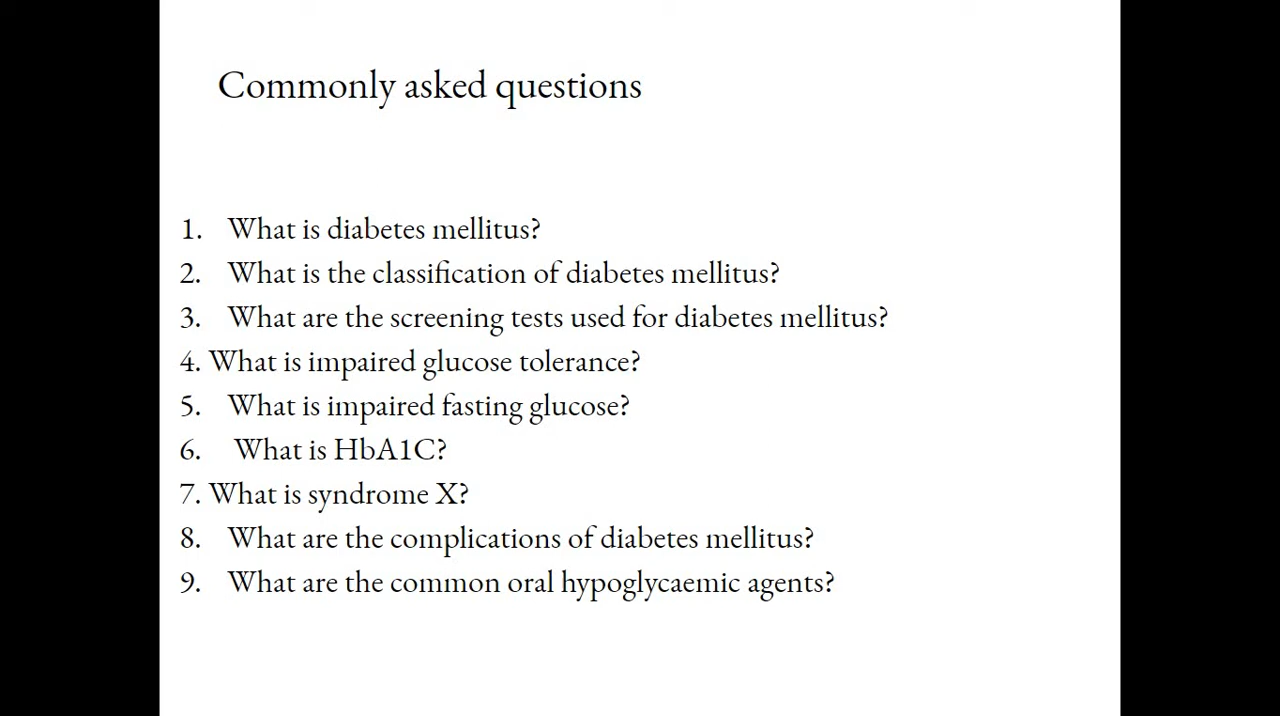 Commonly asked questions
1. What is diabetes mellitus?
2. What is the classification of diabetes mellitus?
3. What are the screening tests used for diabetes mellitus?
4. What is impaired glucose tolerance?
5. What is impaired fasting glucose?
6. What is HbA1C?
7. What is syndrome X?
8. What are the complications of diabetes mellitus?
9. What are the common oral hypoglycaemic agents?